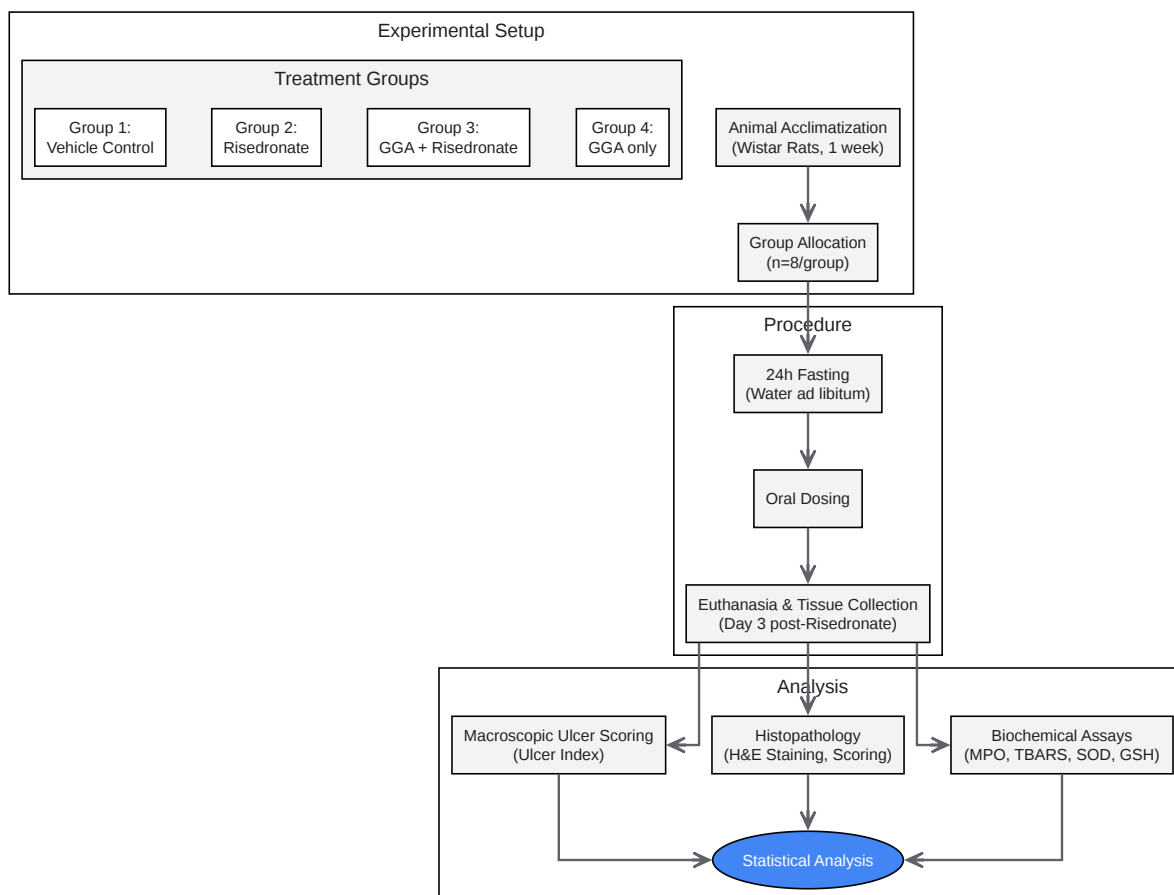 Experimental Setup
Treatment Groups
Group 1:
Vehicle Control
Group 2:
Risedronate
Group 3:
GGA + Risedronate
Group 4:
GGA only
Animal Acclimatization
(Wistar Rats, 1 week)
Group Allocation
(n=8/group)
Procedure
24h Fasting
(Water ad libitum)
Oral Dosing
Euthanasia & Tissue Collection
(Day 3 post-Risedronate)
Analysis
Macroscopic Ulcer Scoring
(Ulcer Index)
Histopathology
(H&E Staining, Scoring)
Biochemical Assays
(MPO, TBARS, SOD, GSH)
Statistical Analysis